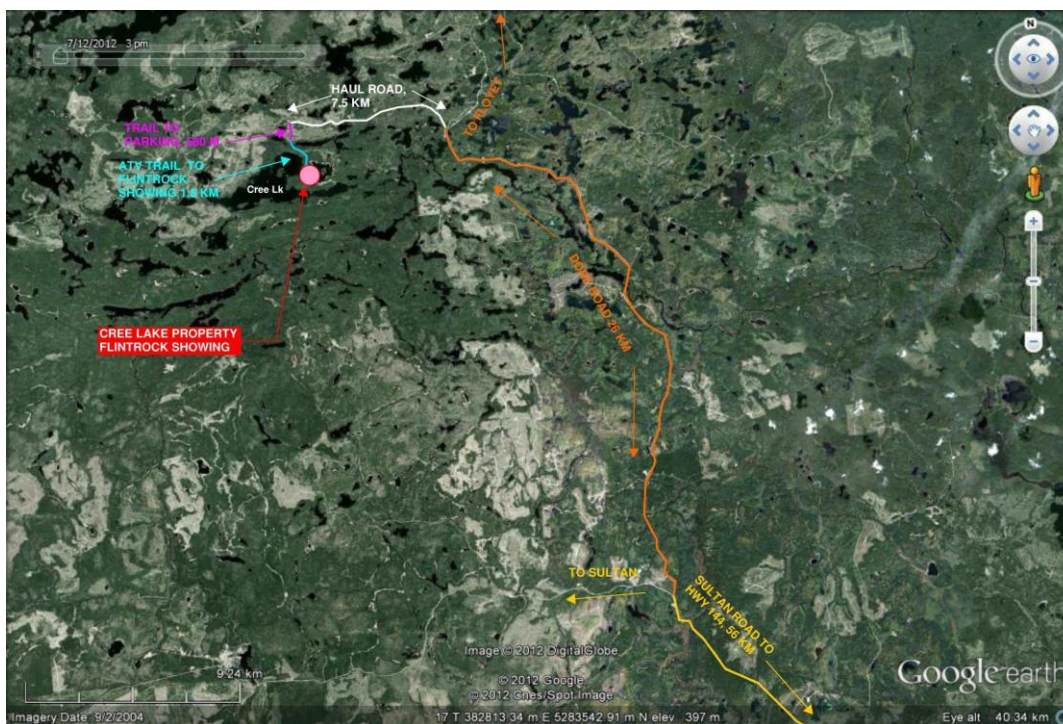 7/12/2012 3 pm
N
HAUL ROAD,
7.5 KM
TRAIL TO
PARKING, 560 M
ATV TRAIL TO
FLINTROCK
SHOWING 1.8 KM
Cree Lk
CREE LAKE PROPERTY
FLINTROCK SHOWING
ROAD 26 KM
TO SULTAN
SULTAN ROAD TO
HWY 144, 56 KM
Image © 2012 DigitalGlobe
© 2012 Google
© 2012 Cnes/Spot Image
Google earth
9.24 km
Imagery Date 9/2/2004
17 T 382813.34 m E 5283542.91 m N elev 397 m
Eye alt 40.34 km